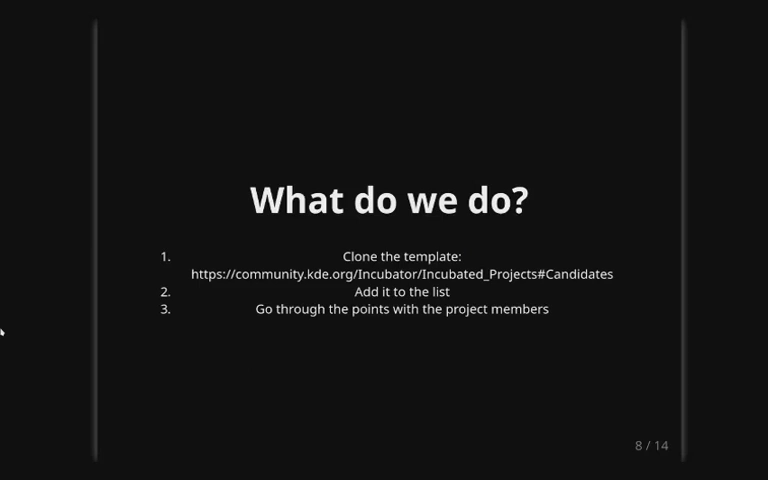 What do we do?
1. Clone the template:
https://community.kde.org/Incubator/Incubated_Projects#Candidates
2. Add it to the list
3. Go through the points with the project members
8 / 14